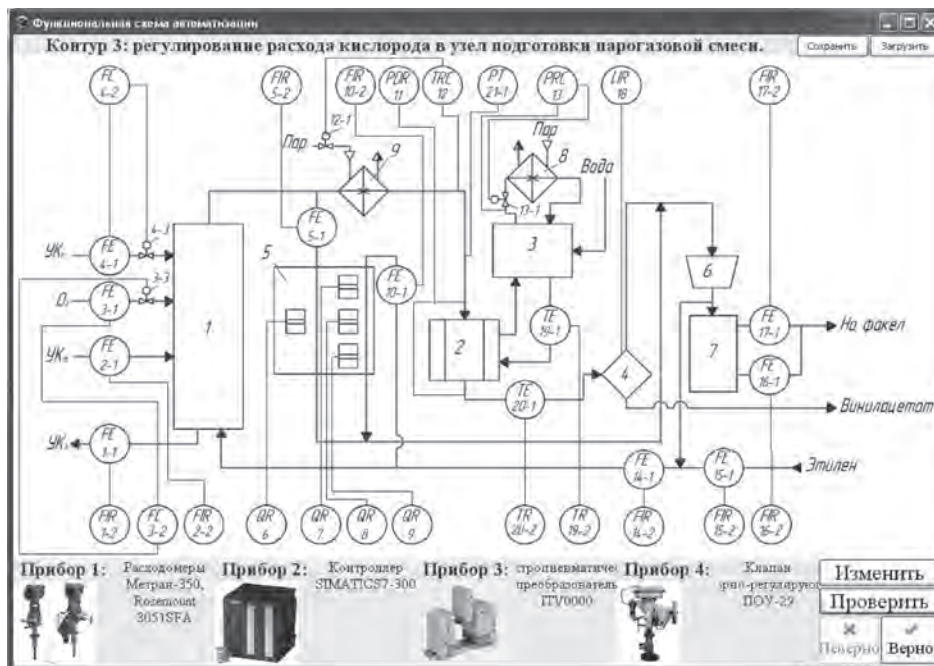 Функциональная схема автоматизации
Контур 3: регулирование расхода кислорода в узел подготовки парогазовой смеси.
Сохранить
Загрузить
FC 4-2
FIR 5-2
FIR 10-2
PDR 11
TRC 12
PT 21-1
PRC 13
LIR 18
FIR 17-2
12-1
Пар
9
Пар
8
Вода
13-1
FE 5-1
4-3
УК
FE 4-1
3-3
O
FE 3-1
1
5
FE 10-1
3
6
TE 19-1
FE 17-1
На факел
УК
FE 2-1
2
7
4
FE 16-1
TE 20-1
Винилацетат
УК
FE 1-1
FE 14-1
FE 15-1
Этилен
FIR 1-2
FC 3-2
FIR 2-2
QR 6
QR 7
QR 8
QR 9
TR 20-2
TR 19-2
FIR 14-2
FIR 15-2
FIR 16-2
Прибор 1:
Расходомеры
Метран-350,
Rozemount
3051SFA
Прибор 2:
Контроллер
SIMATICS7-300
Прибор 3:
тропневматиче
преобразователь
ITV0000
Прибор 4:
Клапан
рно-регулирую
ПОУ-29
Изменить
Проверить
Неверно
Верно